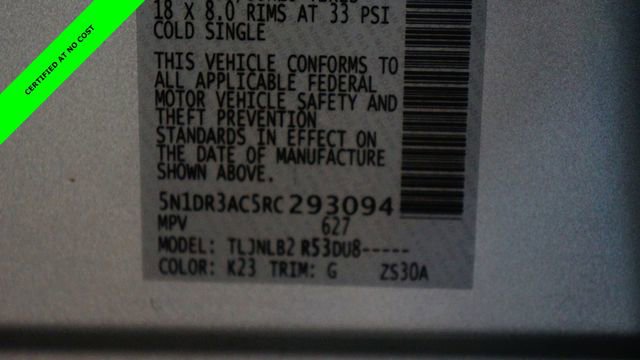 CERTIFIED AT NO COST
18 X 8.0 RIMS AT 33 PSI
COLD SINGLE
THIS VEHICLE CONFORMS TO
ALL APPLICABLE FEDERAL
MOTOR VEHICLE SAFETY AND
THEFT PREVENTION
STANDARDS IN EFFECT ON
THE DATE OF MANUFACTURE
SHOWN ABOVE.
5N1DR3AC5RC293094
MPV 627
MODEL: TLJNLB2 R53DU8-----
COLOR: K23 TRIM: G ZS30A